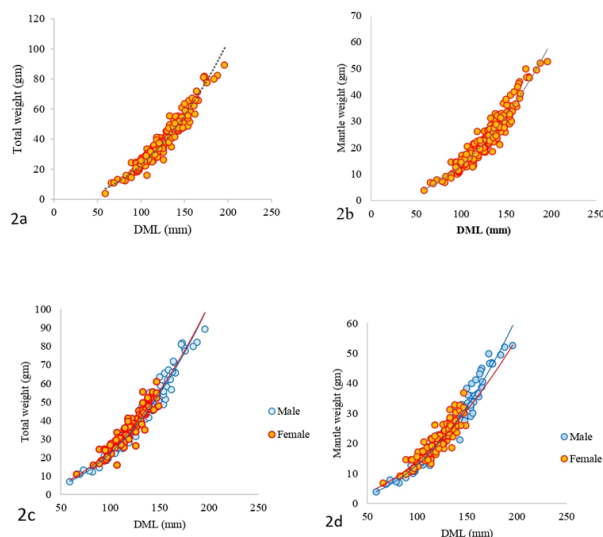 120
100
80
60
40
20
0
0 50 100 150 200 250
Total weight (gm)
DML (mm)
2a
70
60
50
40
30
20
10
0
0 50 100 150 200 250
Mantle weight (gm)
DML (mm)
2b
100
90
80
70
60
50
40
30
20
10
0
50 100 150 200 250
Total weight (gm)
DML (mm)
Male
Female
2c
60
50
40
30
20
10
0
50 100 150 200 250
Mantle weight (gm)
DML (mm)
Male
Female
2d